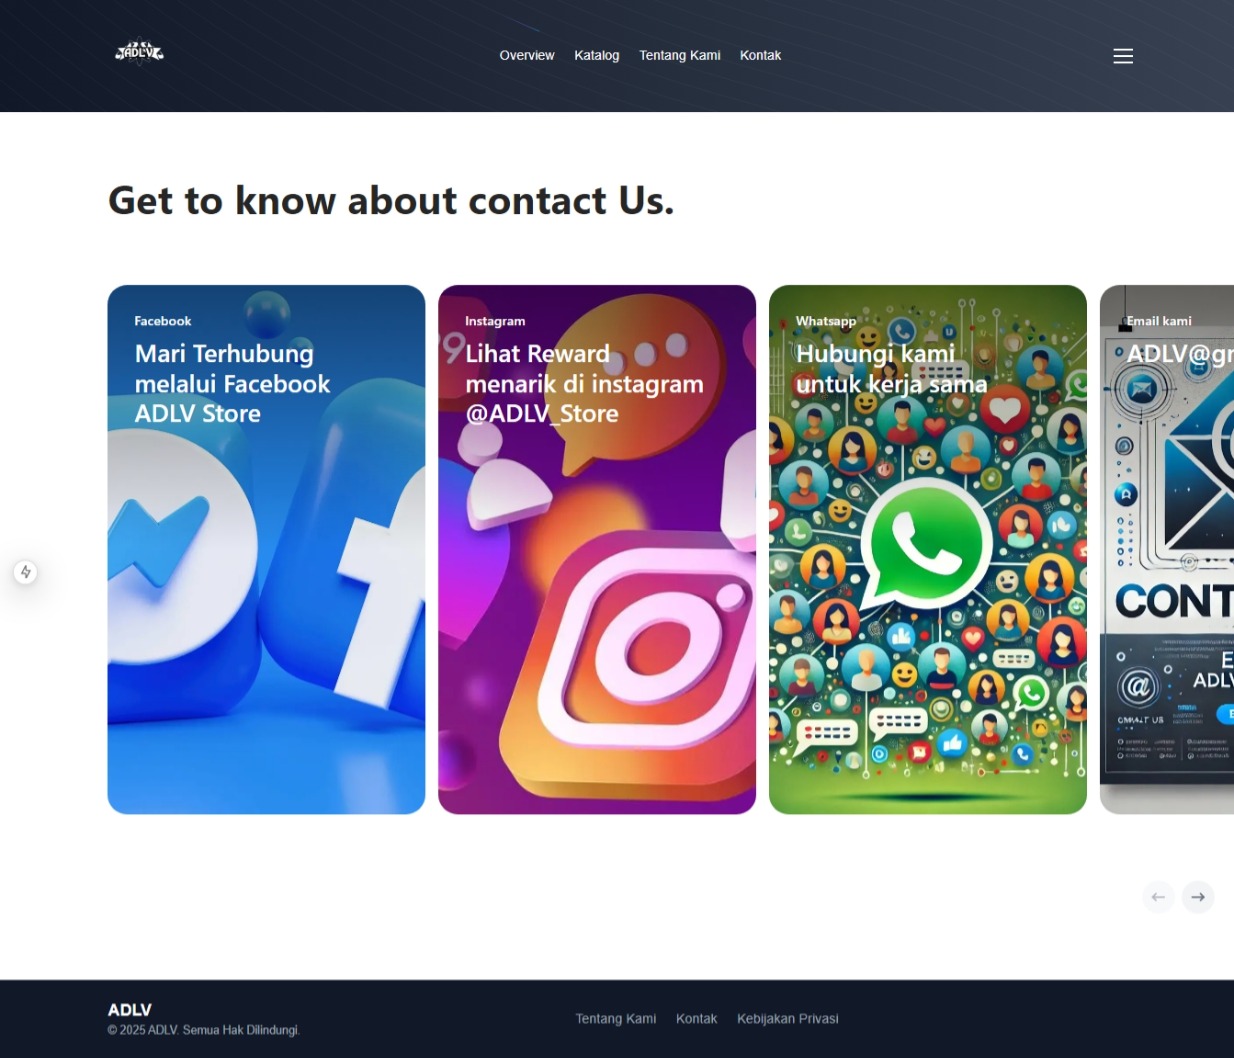 ADLV
Overview Katalog Tentang Kami Kontak
Get to know about contact Us.
Facebook
Mari Terhubung
melalui Facebook
ADLV Store
Instagram
Lihat Reward
menarik di instagram
@ADLV_Store
Whatsapp
Hubungi kami
untuk kerja sama
Email kami
ADLV@gr
CONT
E
ADLV
ADLV
© 2025 ADLV. Semua Hak Dilindungi.
Tentang Kami Kontak Kebijakan Privasi